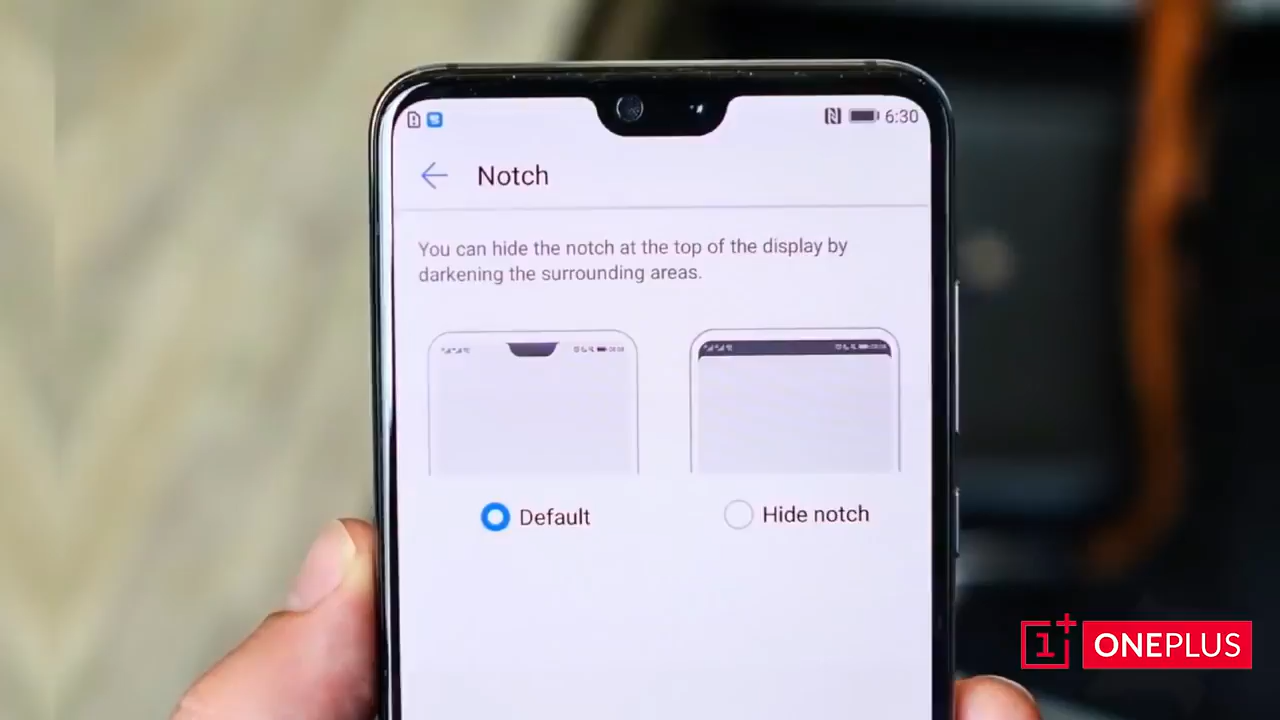 6:30
Notch
You can hide the notch at the top of the display by
darkening the surrounding areas.
Default
Hide notch
1+ ONEPLUS